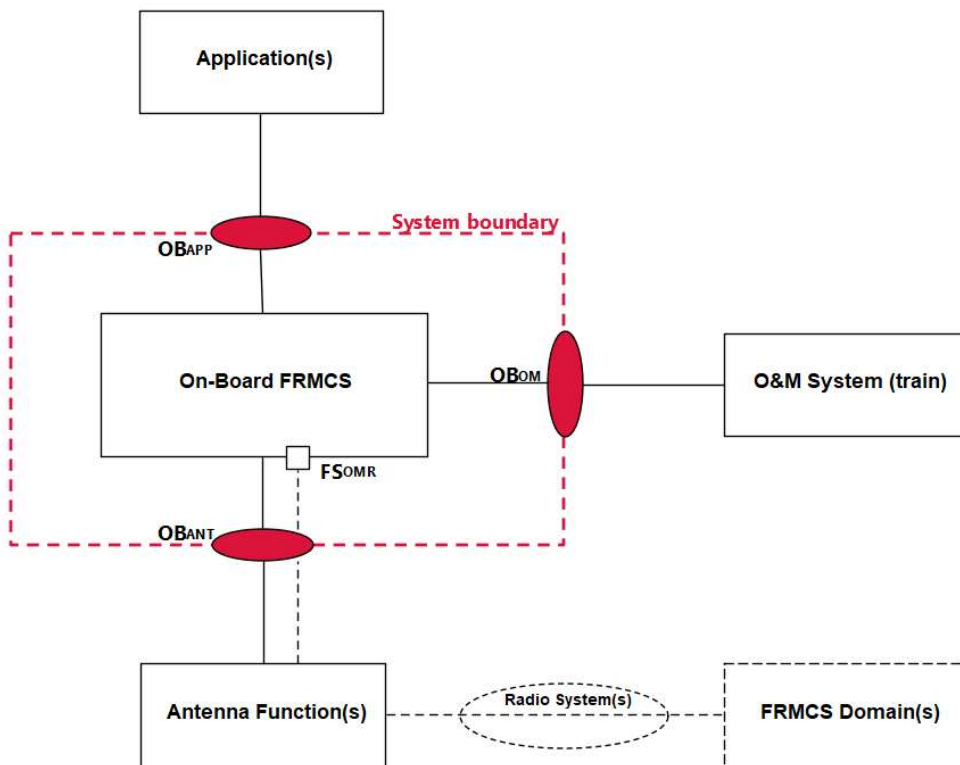 Application(s)
System boundary
OBAPP
On-Board FRMCS
OBOM
O&M System (train)
FSOMR
OBANT
Radio System(s)
Antenna Function(s)
FRMCS Domain(s)